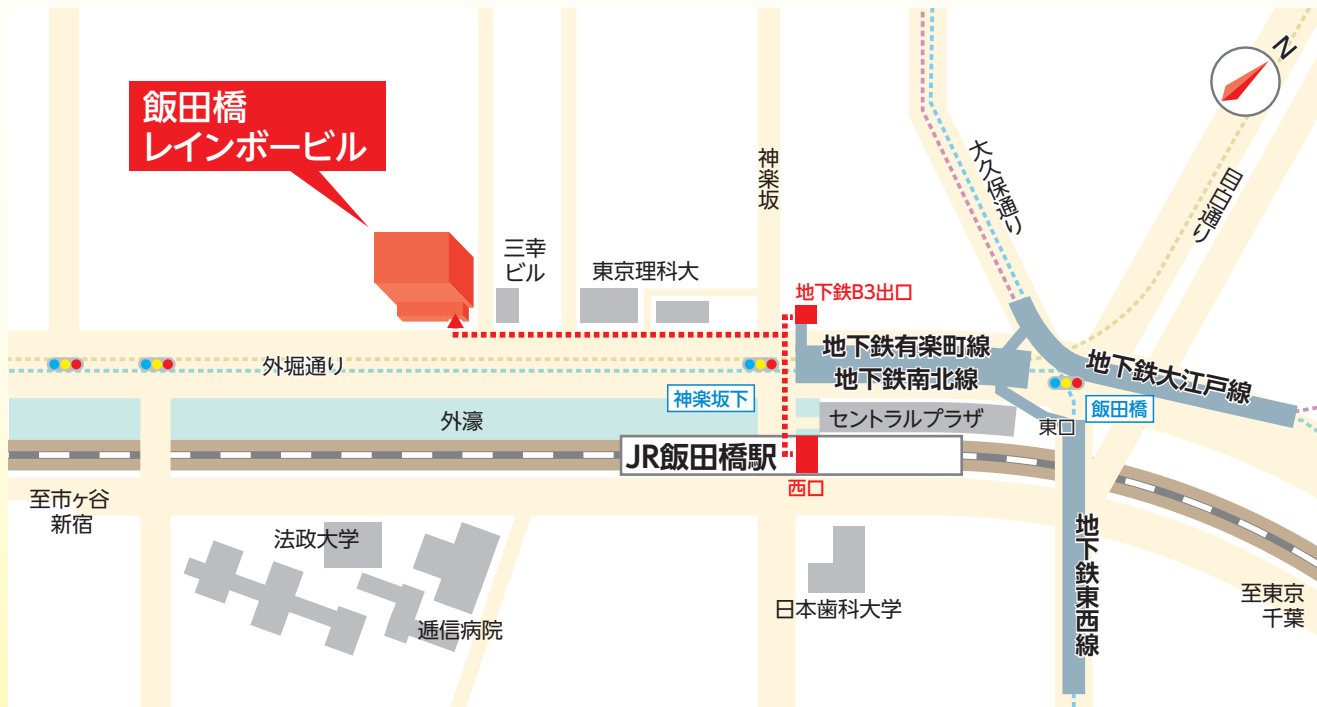 N
飯田橋
レインボービル
神楽坂
大久保通り
目白通り
三幸
ビル
東京理科大
地下鉄B3出口
地下鉄有楽町線
地下鉄南北線
地下鉄大江戸線
外堀通り
神楽坂下
飯田橋
外濠
セントラルプラザ
東口
JR飯田橋駅
西口
至市ヶ谷
新宿
法政大学
逓信病院
日本歯科大学
地下鉄東西線
至東京
千葉